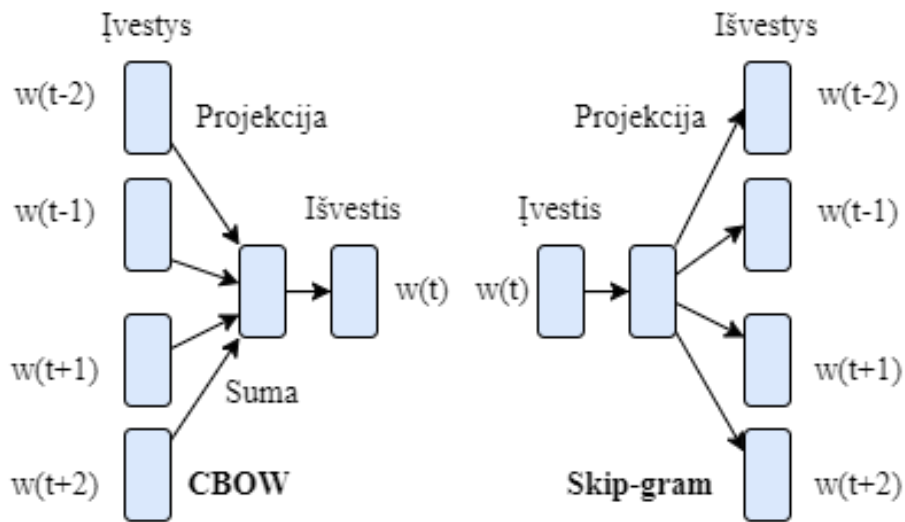 Įvestys
w(t-2)
Projekcija
w(t-1)
Išvestis
w(t)
w(t+1)
Suma
w(t+2)
CBOW
Išvestys
w(t-2)
Projekcija
w(t-1)
Įvestis
w(t)
w(t+1)
w(t+2)
Skip-gram